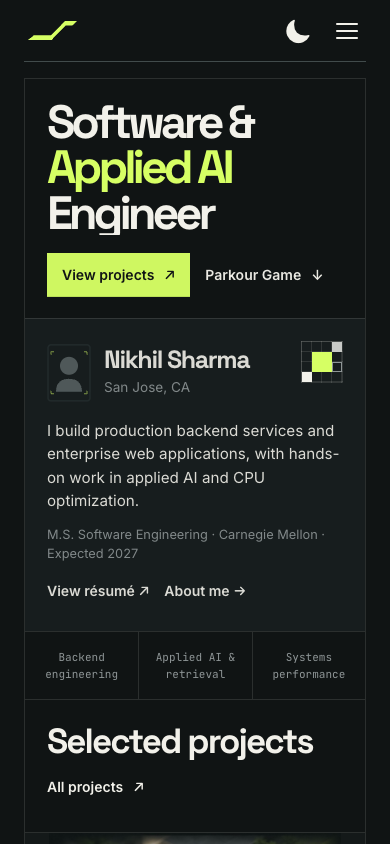 Software &
Applied AI
Engineer
View projects ↗
Parkour Game ↓
Nikhil Sharma
San Jose, CA
I build production backend services and
enterprise web applications, with hands-
on work in applied AI and CPU
optimization.
M.S. Software Engineering · Carnegie Mellon ·
Expected 2027
View résumé ↗
About me →
Backend
engineering
Applied AI &
retrieval
Systems
performance
Selected projects
All projects ↗